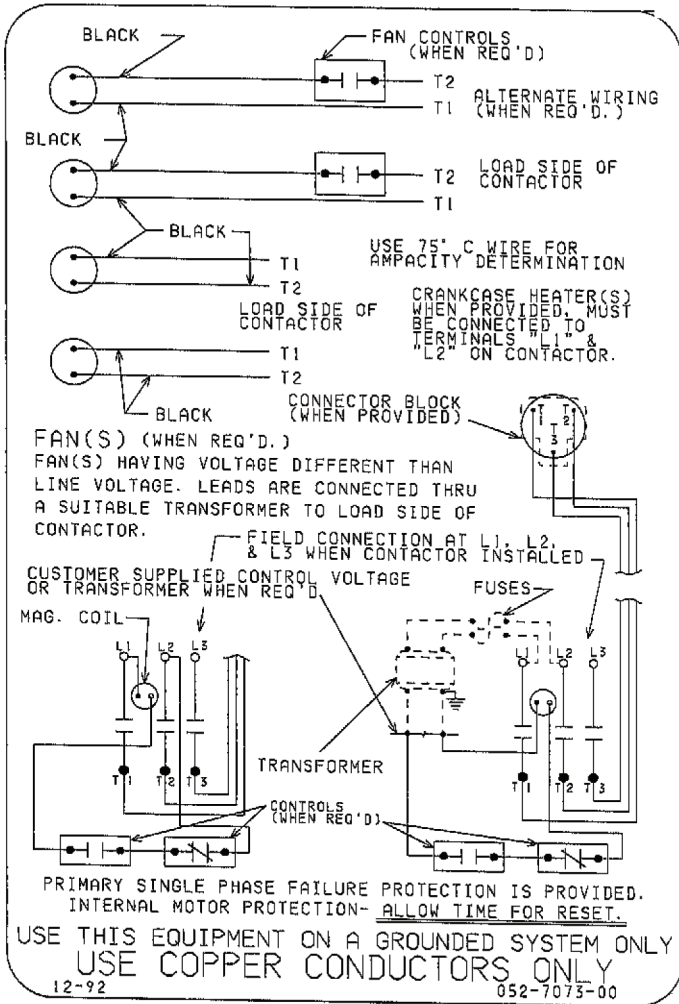 BLACK
FAN CONTROLS
(WHEN REQ'D)
T2
T1
ALTERNATE WIRING
(WHEN REQ'D.)
BLACK
T2
T1
LOAD SIDE OF
CONTACTOR
BLACK
T1
T2
LOAD SIDE OF
CONTACTOR
USE 75° C WIRE FOR
AMPACITY DETERMINATION
CRANKCASE HEATER(S)
WHEN PROVIDED, MUST
BE CONNECTED TO
TERMINALS "L1" &
"L2" ON CONTACTOR.
T1
T2
BLACK
CONNECTOR BLOCK
(WHEN PROVIDED)
T1
T2
T3
FAN(S) (WHEN REQ'D.)
FAN(S) HAVING VOLTAGE DIFFERENT THAN
LINE VOLTAGE. LEADS ARE CONNECTED THRU
A SUITABLE TRANSFORMER TO LOAD SIDE OF
CONTACTOR.
FIELD CONNECTION AT L1, L2,
& L3 WHEN CONTACTOR INSTALLED
CUSTOMER SUPPLIED CONTROL VOLTAGE
OR TRANSFORMER WHEN REQ'D
FUSES
MAG. COIL
L1 L2 L3
L1 L2 L3
TRANSFORMER
T1 T2 T3
T1 T2 T3
CONTROLS
(WHEN REQ'D)
PRIMARY SINGLE PHASE FAILURE PROTECTION IS PROVIDED.
INTERNAL MOTOR PROTECTION- ALLOW TIME FOR RESET.
USE THIS EQUIPMENT ON A GROUNDED SYSTEM ONLY
USE COPPER CONDUCTORS ONLY
12-92
052-7073-00